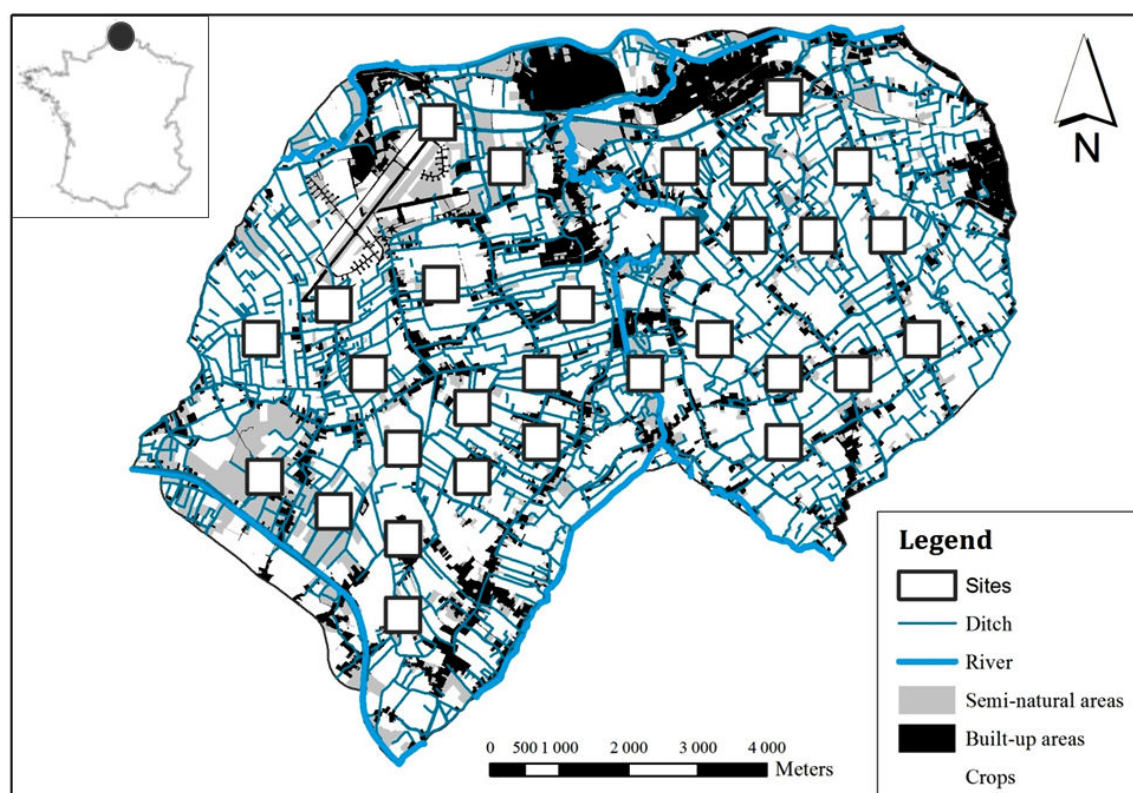 N
Legend
Sites
Ditch
River
Semi-natural areas
Built-up areas
Crops
0 500 1 000 2 000 3 000 4 000
Meters